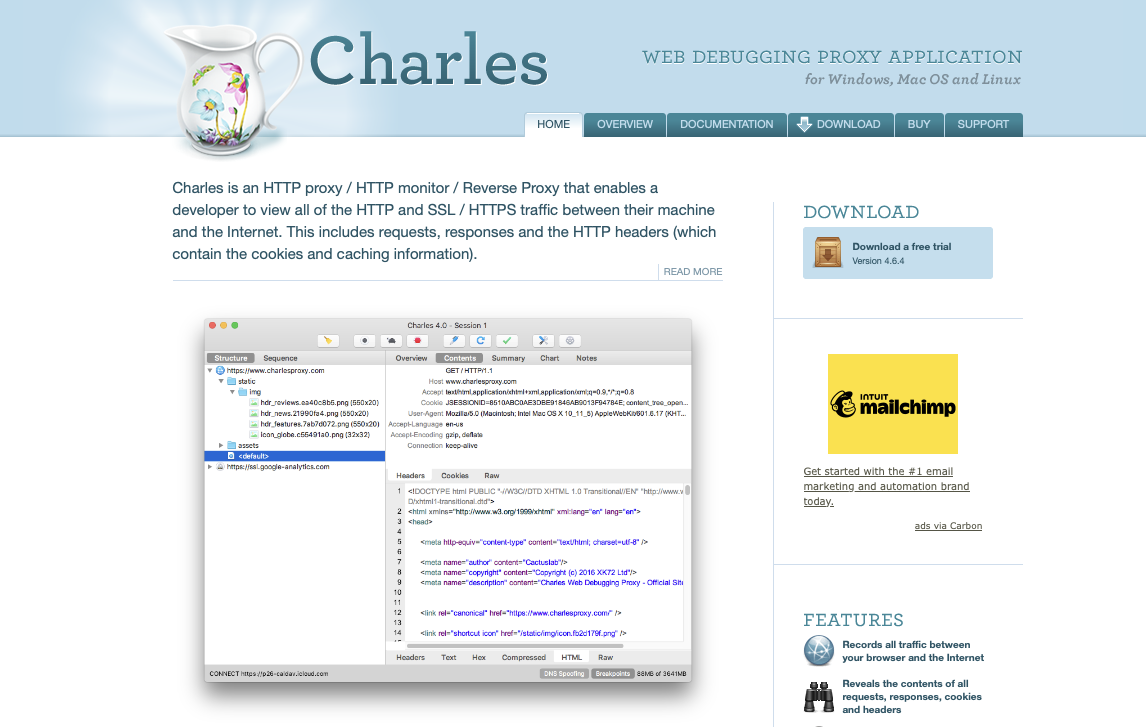 Charles
WEB DEBUGGING PROXY APPLICATION
for Windows, Mac OS and Linux
HOME
OVERVIEW
DOCUMENTATION
DOWNLOAD
BUY
SUPPORT
Charles is an HTTP proxy / HTTP monitor / Reverse Proxy that enables a
developer to view all of the HTTP and SSL / HTTPS traffic between their machine
and the Internet. This includes requests, responses and the HTTP headers (which
contain the cookies and caching information).
READ MORE
Charles 4.0 - Session 1
Structure
Sequence
https://www.charlesproxy.com
static
img
hdr_reviews.ea40c8b5.png (550x20)
hdr_news.21990fa4.png (550x20)
hdr_features.7ab7d072.png (550x20)
icon_globe.c55491a0.png (32x32)
assets
<default>
https://ssl.google-analytics.com
Overview
Contents
Summary
Chart
Notes
GET / HTTP/1.1
Host www.charlesproxy.com
Accept text/html,application/xhtml+xml,application/xml;q=0.9,*/*;q=0.8
Cookie JSESSIONID=8610ABC0AE3DBE91846AB9013F94784E; content_tree_open...
User-Agent Mozilla/5.0 (Macintosh; Intel Mac OS X 10_11_5) AppleWebKit/601.6.17 (KHT...
Accept-Language en-us
Accept-Encoding gzip, deflate
Connection keep-alive
Headers
Cookies
Raw
1 <!DOCTYPE html PUBLIC "-//W3C//DTD XHTML 1.0 Transitional//EN" "http://www.w
D/xhtml1-transitional.dtd">
2 <html xmlns="http://www.w3.org/1999/xhtml" xml:lang="en" lang="en">
3 <head>
4
5 <meta http-equiv="content-type" content="text/html; charset=utf-8" />
6
7 <meta name="author" content="Cactuslab"/>
8 <meta name="copyright" content="Copyright (c) 2016 XK72 Ltd"/>
9 <meta name="description" content="Charles Web Debugging Proxy - Official Site
10
11
12 <link rel="canonical" href="https://www.charlesproxy.com/" />
13
14 <link rel="shortcut icon" href="/static/img/icon.fb2d179f.png" />
Headers
Text
Hex
Compressed
HTML
Raw
CONNECT https://p26-caldav.icloud.com
DNS Spoofing
Breakpoints
88MB of 3641MB
DOWNLOAD
Download a free trial
Version 4.6.4
INTUIT
mailchimp
Get started with the #1 email
marketing and automation brand
today.
ads via Carbon
FEATURES
Records all traffic between
your browser and the Internet
Reveals the contents of all
requests, responses, cookies
and headers